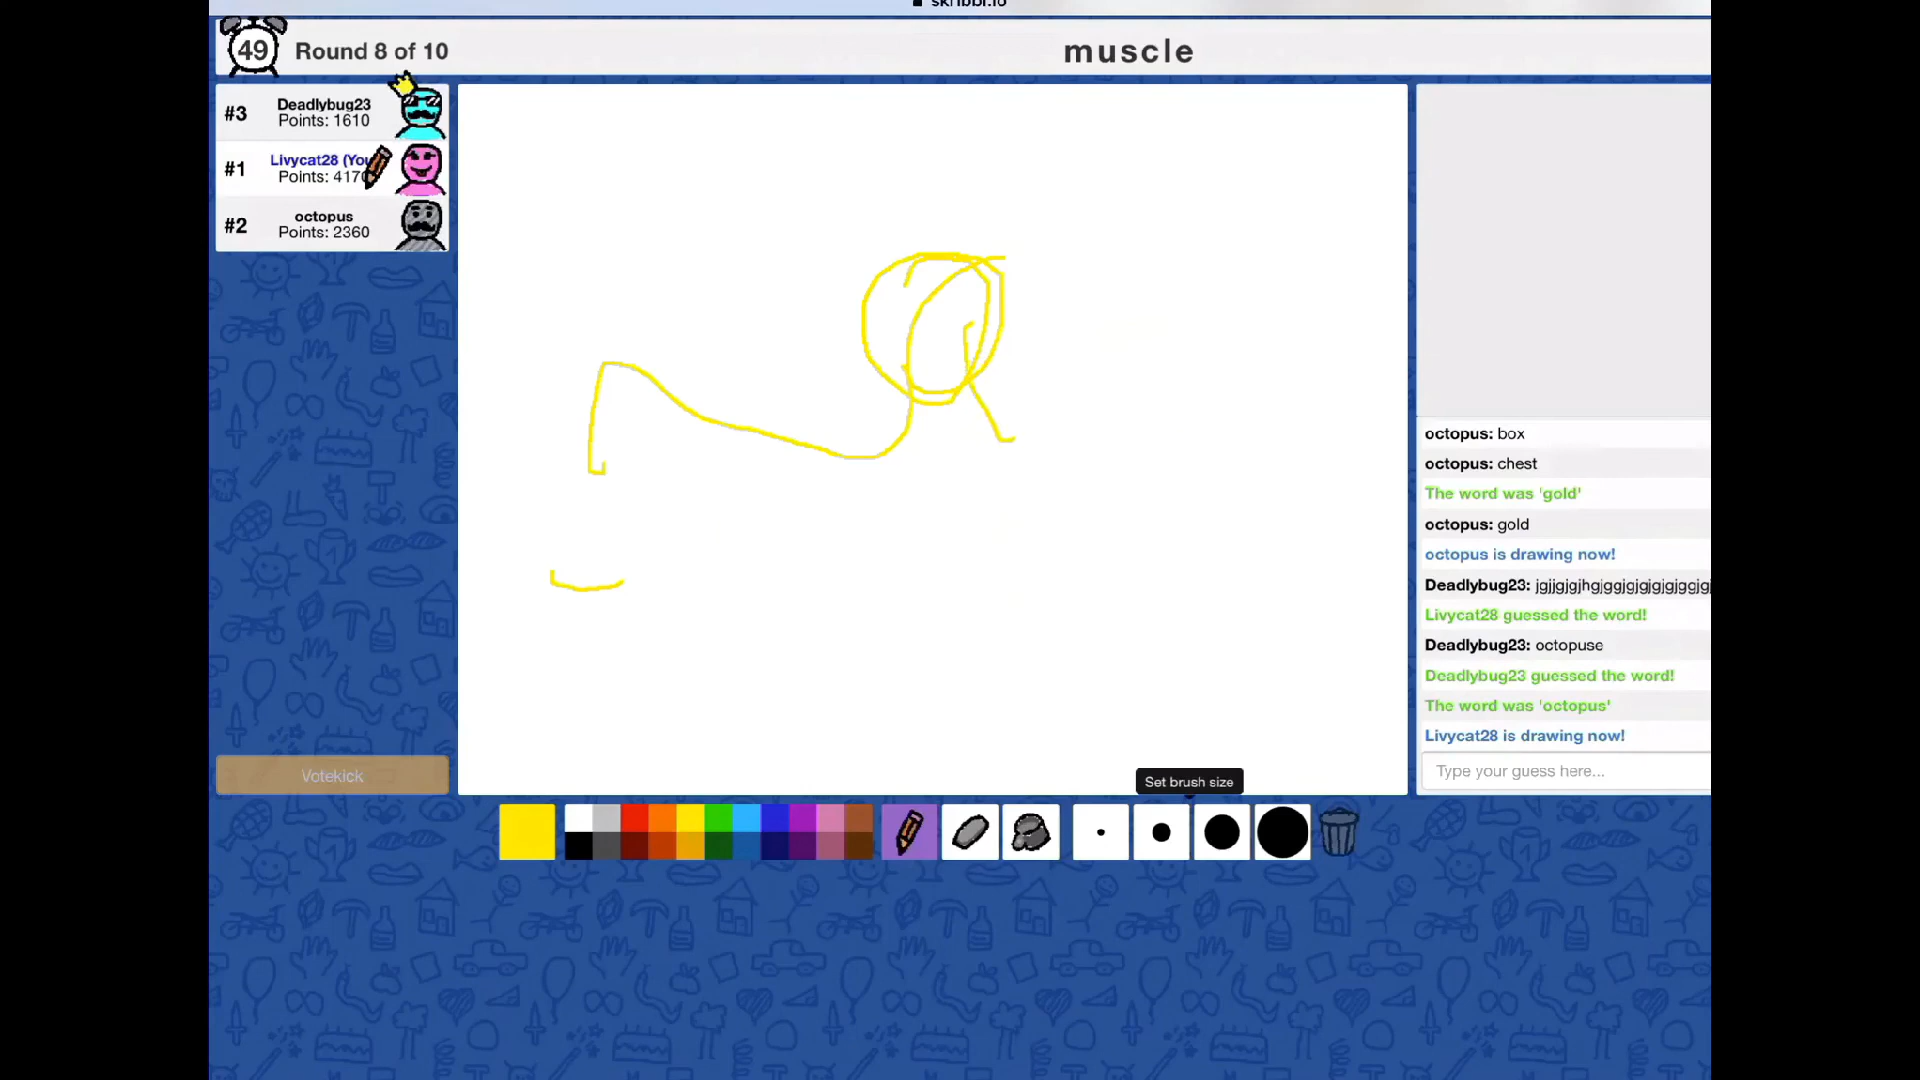 skribbl.io
49
Round 8 of 10
muscle
#3
Deadlybug23
Points: 1610
#1
Livycat28 (You
Points: 4170
#2
octopus
Points: 2360
octopus: box
octopus: chest
The word was 'gold'
octopus: gold
octopus is drawing now!
Livycat28 guessed the word!
Deadlybug23: octopuse
Deadlybug23 guessed the word!
The word was 'octopus'
Livycat28 is drawing now!
Type your guess here...
Votekick
Set brush size